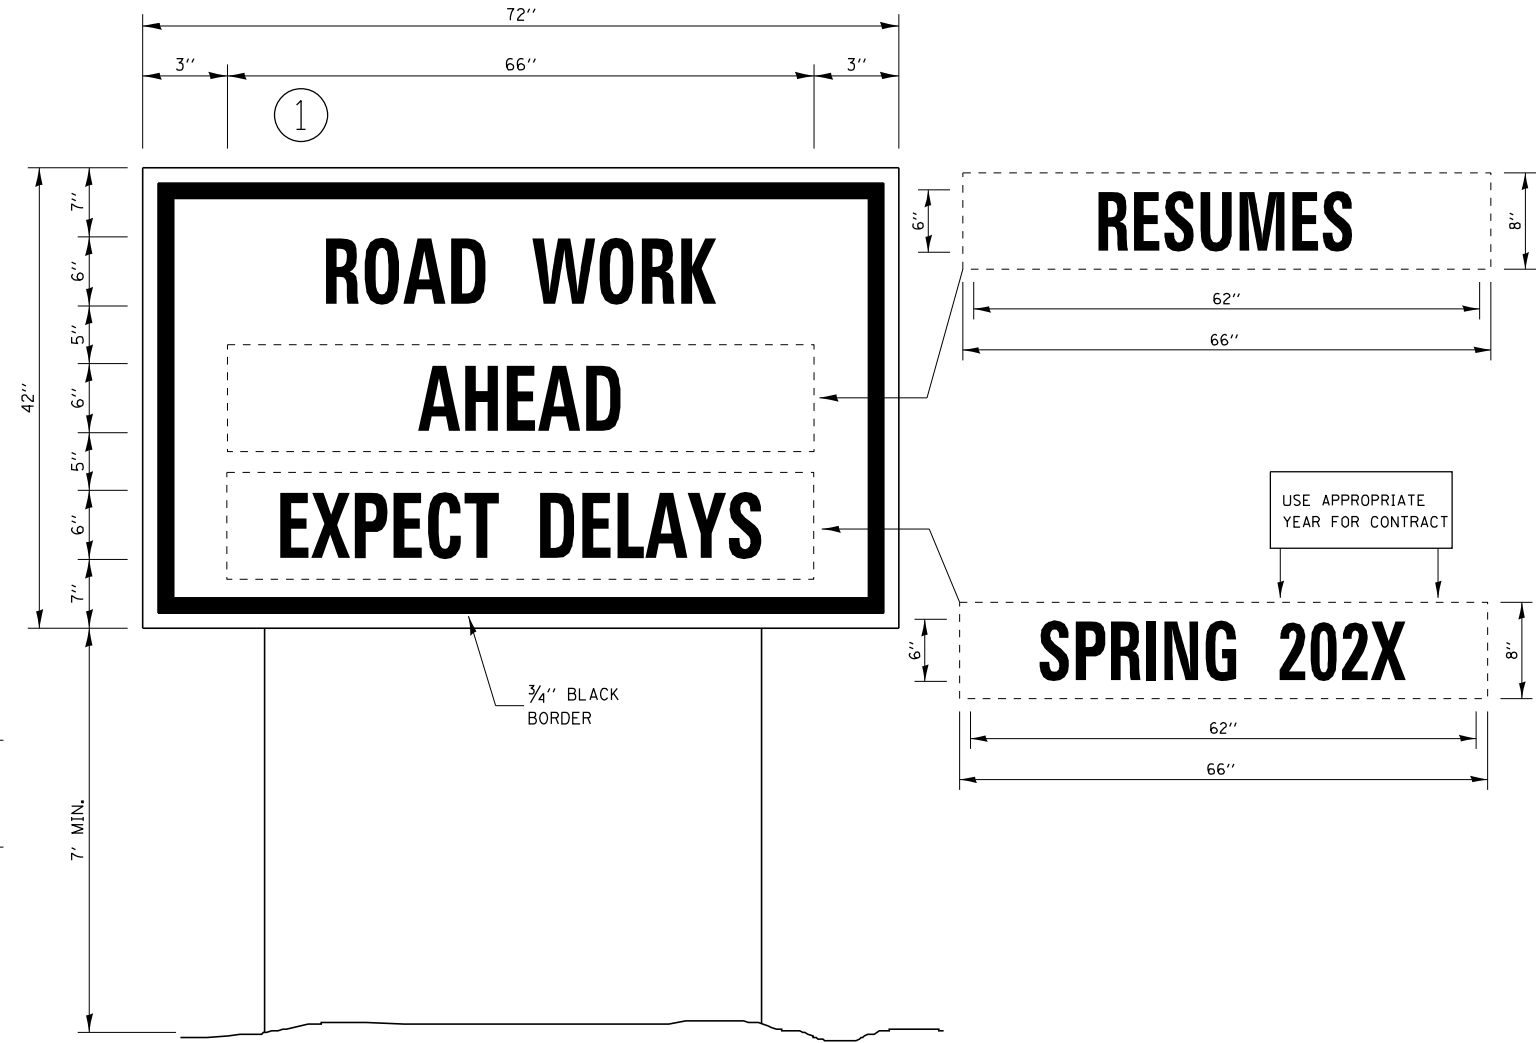 72''
3'' 66'' 3''
1
ROAD WORK
AHEAD
EXPECT DELAYS
42''
7''
6''
5''
6''
5''
6''
7''
7' MIN.
3/4'' BLACK
BORDER
6''
RESUMES
8''
62''
66''
USE APPROPRIATE
YEAR FOR CONTRACT
6''
SPRING 202X
8''
62''
66''